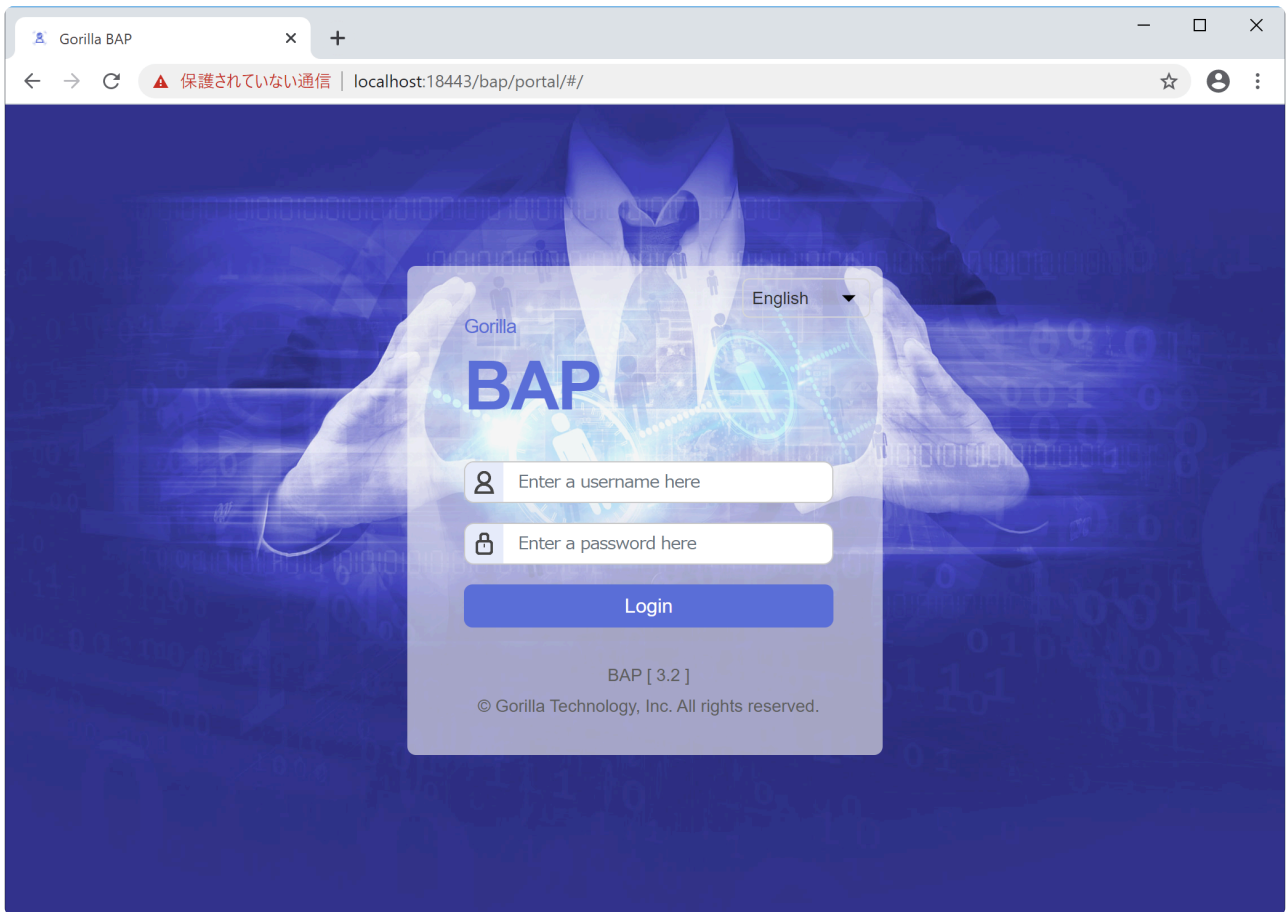 Gorilla BAP
保護されていない通信 localhost:18443/bap/portal/#/
English
Gorilla
BAP
Enter a username here
Enter a password here
Login
BAP [ 3.2 ]
© Gorilla Technology, Inc. All rights reserved.